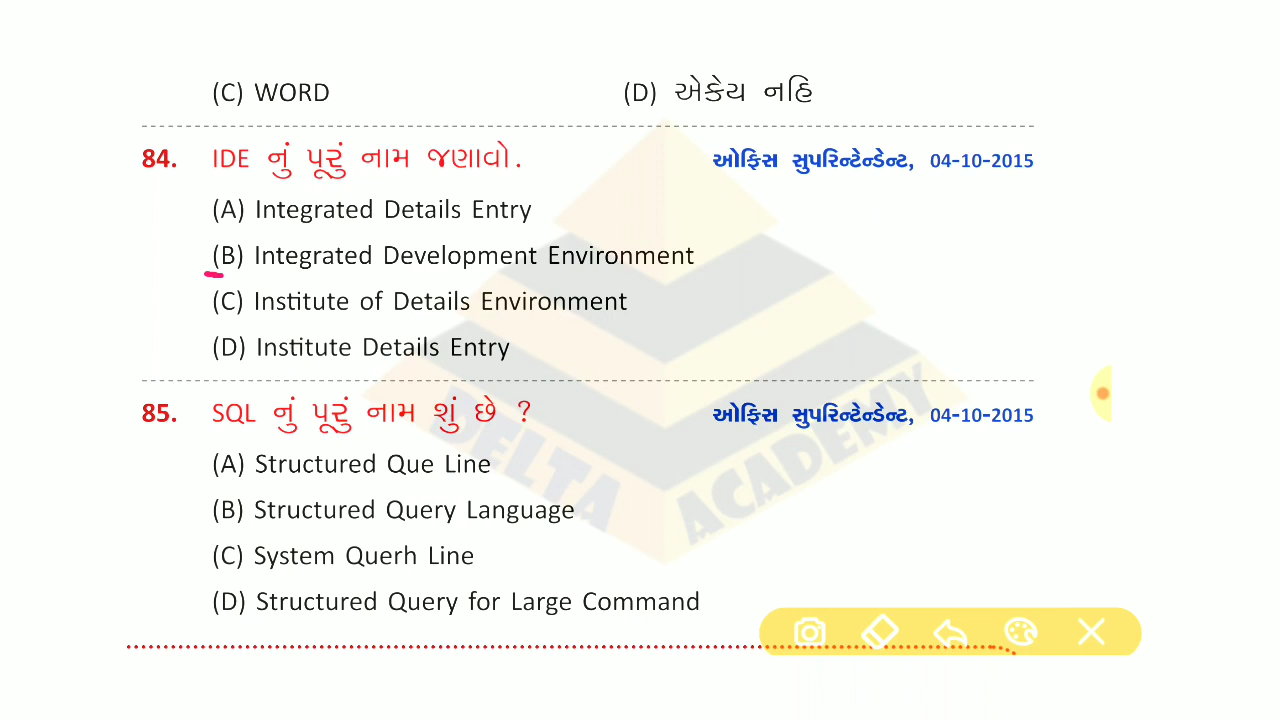 (C) WORD (D) એકેય નહિ
84. IDE નું પૂરું નામ જણાવો. ઓફિસ સુપરિન્ટેન્ડેન્ટ, 04-10-2015
(A) Integrated Details Entry
(B) Integrated Development Environment
(C) Institute of Details Environment
(D) Institute Details Entry
85. SQL નું પૂરું નામ શું છે ? ઓફિસ સુપરિન્ટેન્ડેન્ટ, 04-10-2015
(A) Structured Que Line
(B) Structured Query Language
(C) System Querh Line
(D) Structured Query for Large Command
DELTA ACADEMY